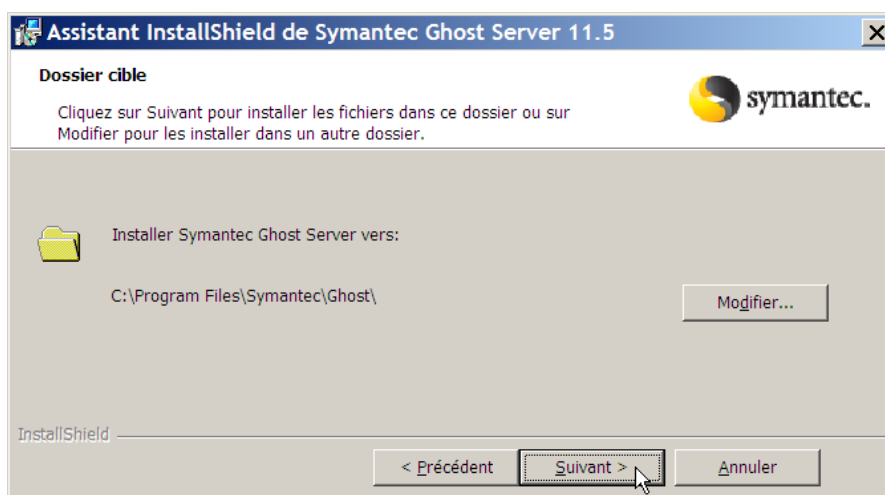 Assistant InstallShield de Symantec Ghost Server 11.5
Dossier cible
Cliquez sur Suivant pour installer les fichiers dans ce dossier ou sur
Modifier pour les installer dans un autre dossier.
symantec.
Installer Symantec Ghost Server vers:
C:\Program Files\Symantec\Ghost\
Modifier...
InstallShield
< Précédent
Suivant >
Annuler